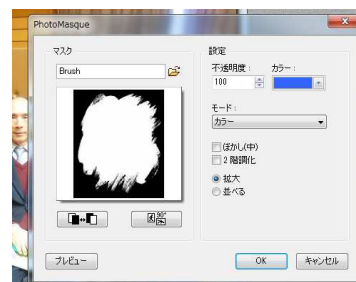 PhotoMasque
マスク
Brush
90°
プレビュー
設定
不透明度：
カラー：
100
モード：
カラー
ぼかし(中)
2 階調化
拡大
並べる
OK
キャンセル